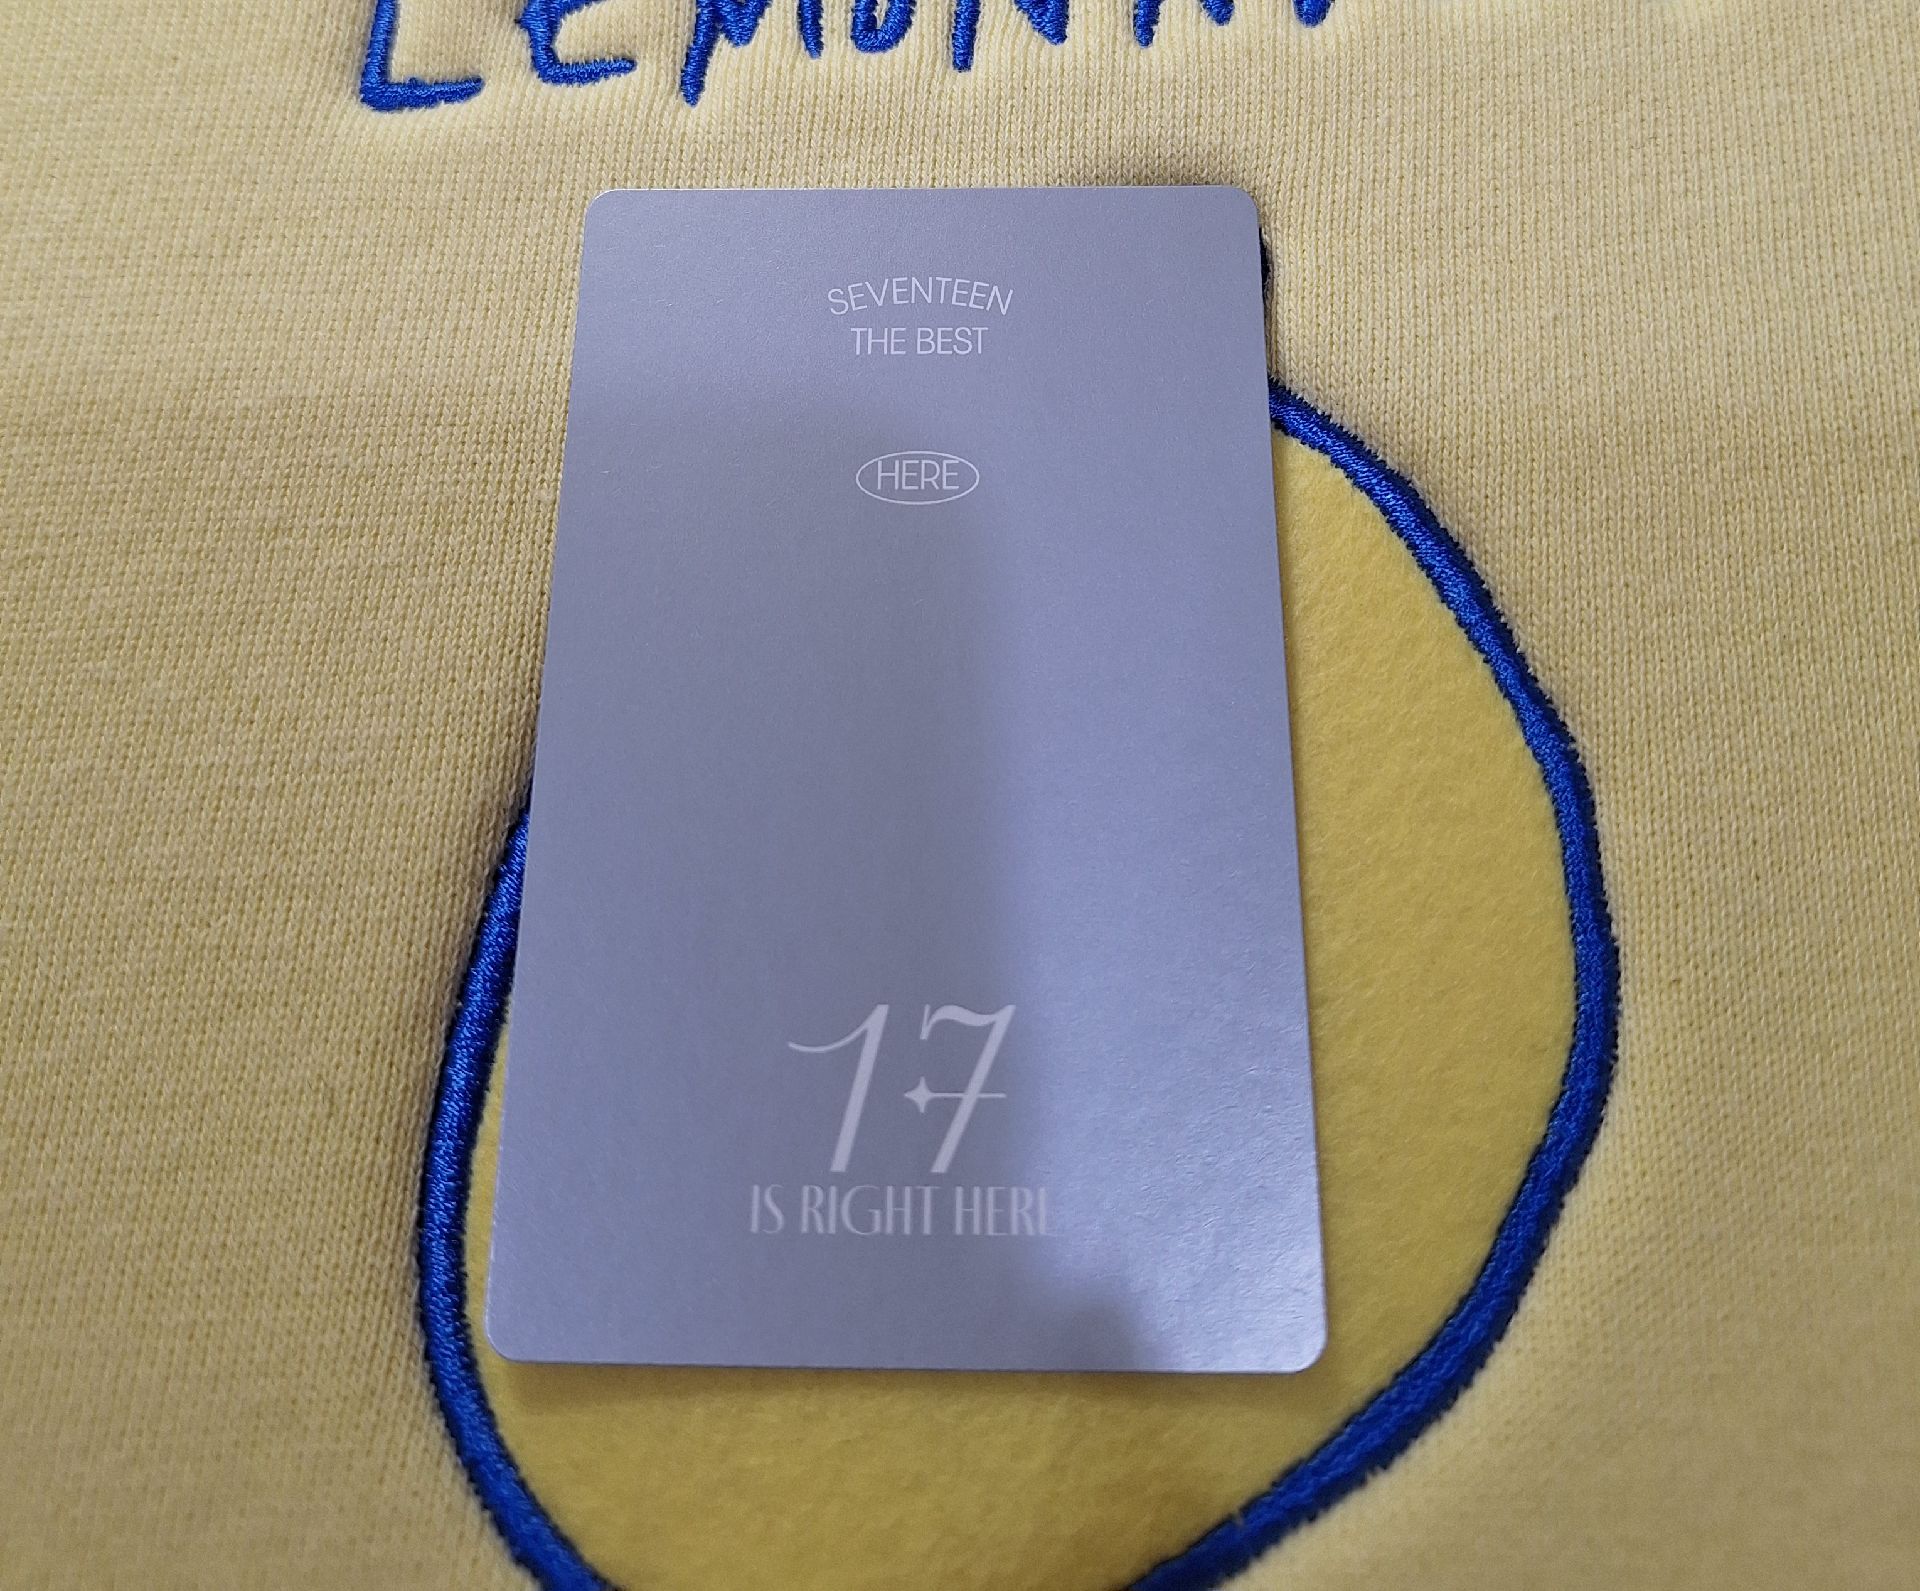 SEVENTEEN
THE BEST
HERE
17
IS RIGHT HERE